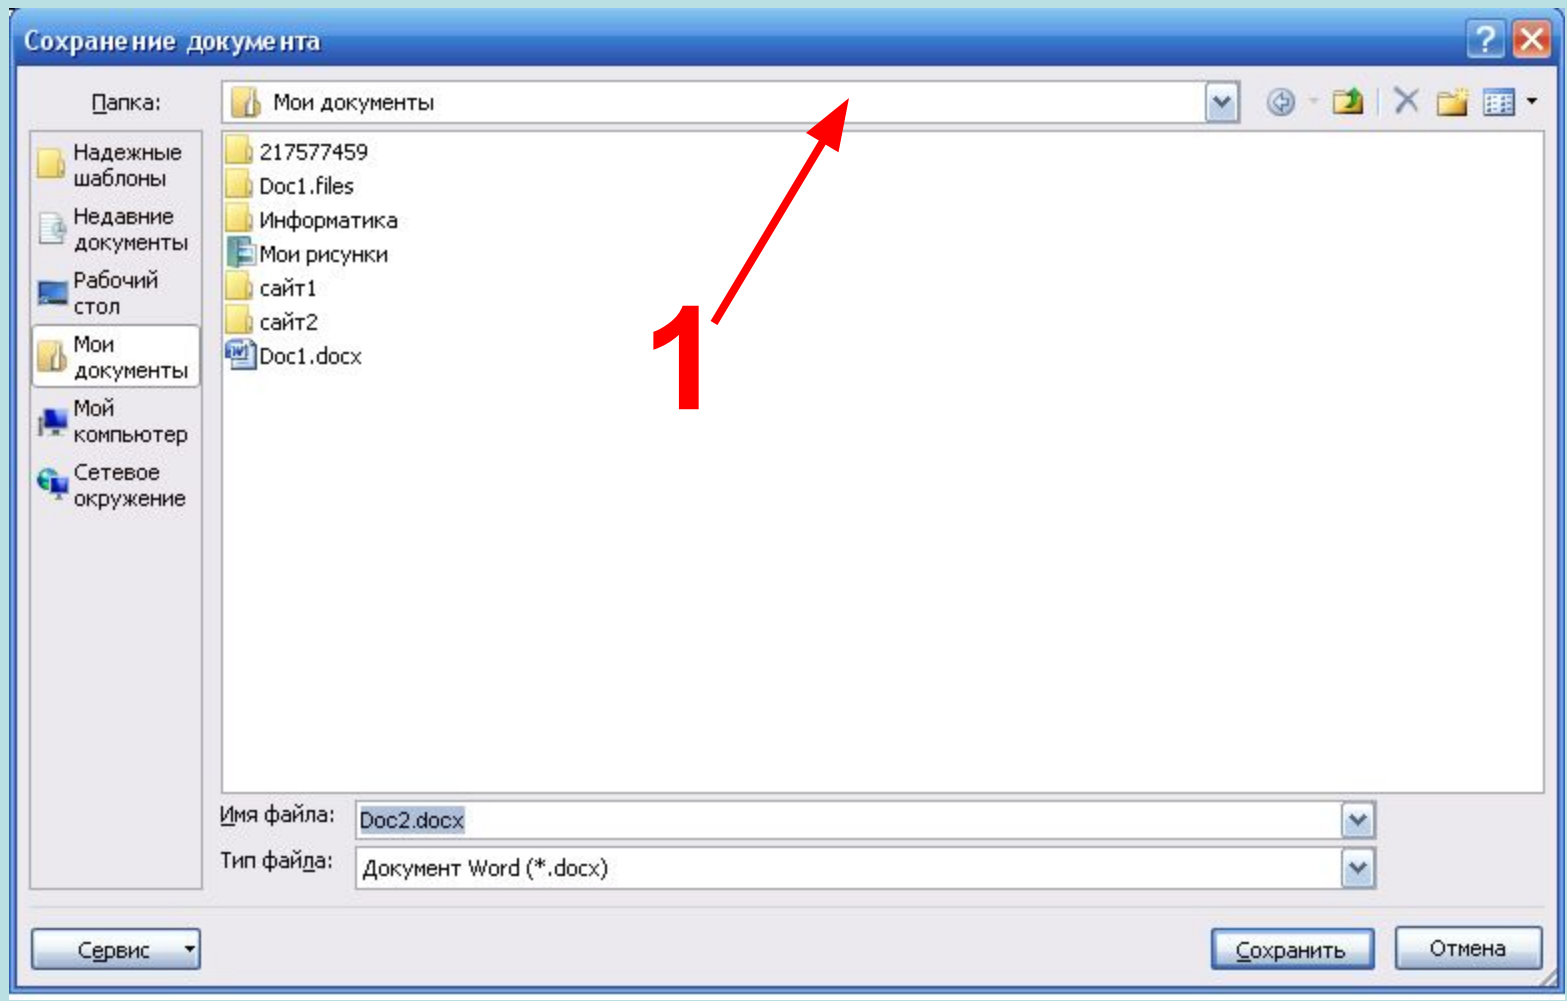 Сохранение документа
Папка:
Мои документы
Надежные
шаблоны
Недавние
документы
Рабочий
стол
Мои
документы
Мой
компьютер
Сетевое
окружение
217577459
Doc1.files
Информатика
Мои рисунки
сайт1
сайт2
Doc1.docx
1
Имя файла:
Doc2.docx
Тип файла:
Документ Word (*.docx)
Сервис
Сохранить
Отмена